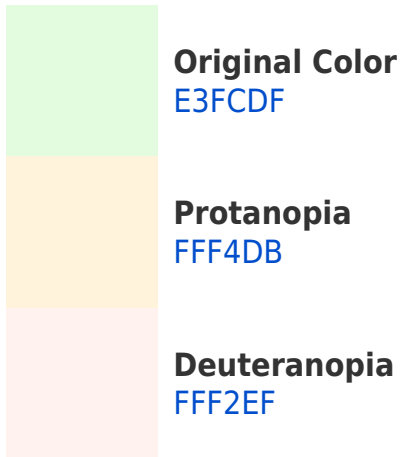 Original Color
E3FCDF
Protanopia
FFF4DB
Deuteranopia
FFF2EF